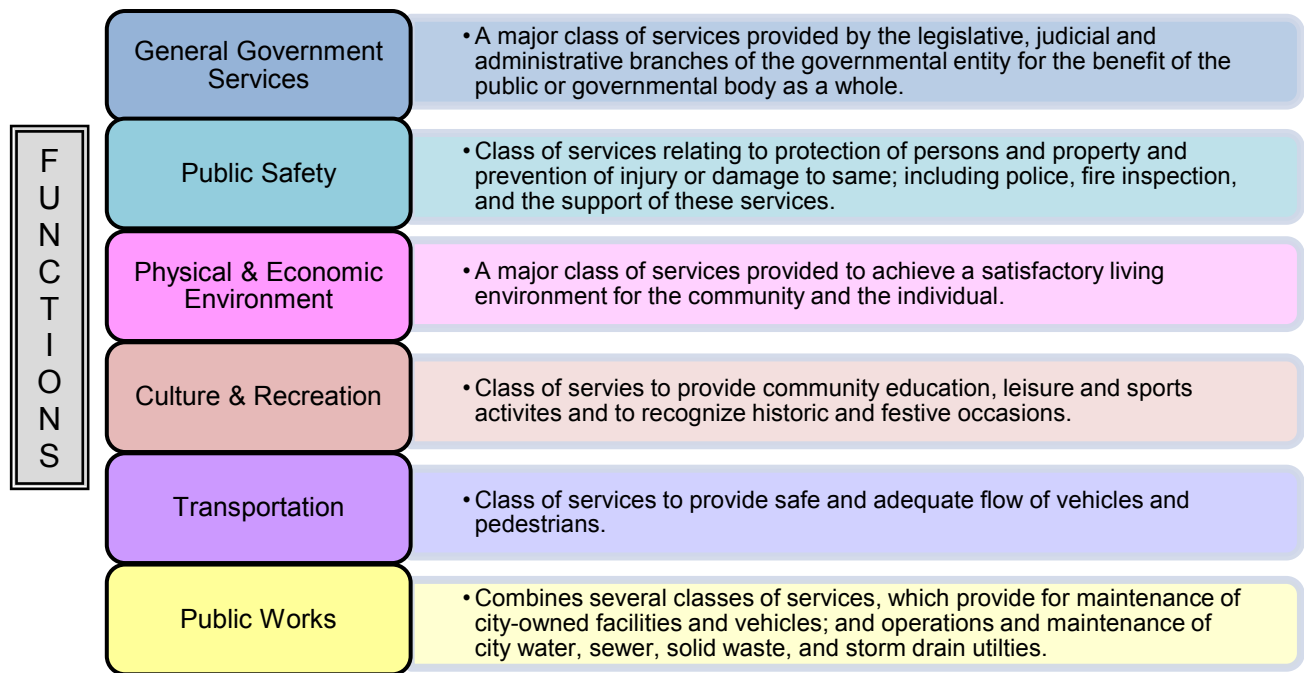 FUNCTIONS
General Government
Services
• A major class of services provided by the legislative, judicial and
administrative branches of the governmental entity for the benefit of the
public or governmental body as a whole.
Public Safety
• Class of services relating to protection of persons and property and
prevention of injury or damage to same; including police, fire inspection,
and the support of these services.
Physical & Economic
Environment
• A major class of services provided to achieve a satisfactory living
environment for the community and the individual.
Culture & Recreation
• Class of servies to provide community education, leisure and sports
activites and to recognize historic and festive occasions.
Transportation
• Class of services to provide safe and adequate flow of vehicles and
pedestrians.
Public Works
• Combines several classes of services, which provide for maintenance of
city-owned facilities and vehicles; and operations and maintenance of
city water, sewer, solid waste, and storm drain utilties.